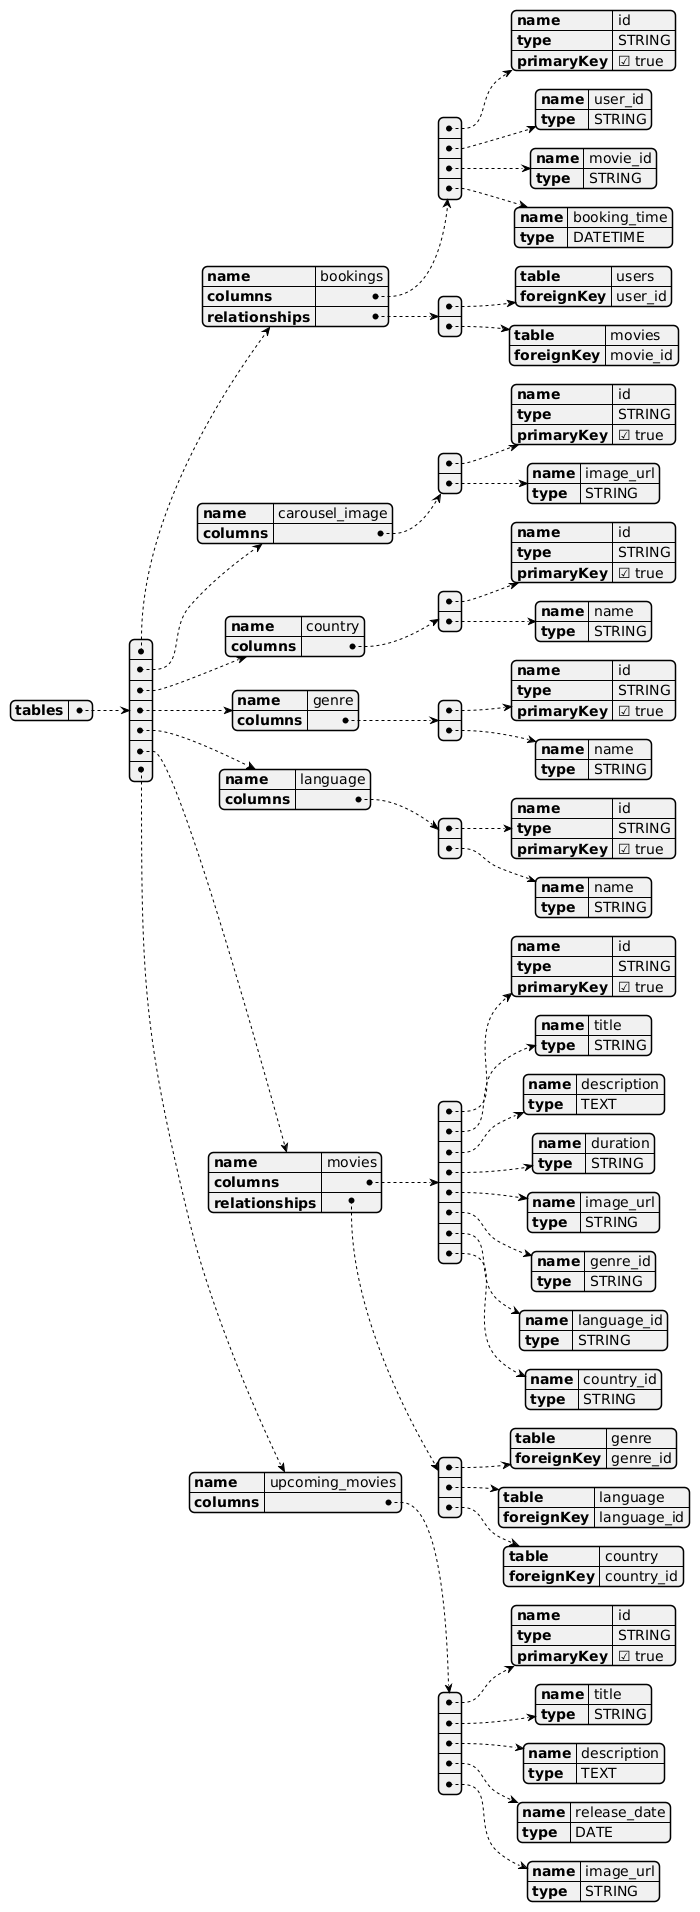 name id
type STRING
primaryKey ☑ true
name user_id
type STRING
name movie_id
type STRING
name booking_time
type DATETIME
name bookings
columns
relationships
table users
foreignKey user_id
table movies
foreignKey movie_id
name id
type STRING
primaryKey ☑ true
name image_url
type STRING
name carousel_image
columns
name id
type STRING
primaryKey ☑ true
name name
type STRING
name country
columns
name id
type STRING
primaryKey ☑ true
name name
type STRING
name genre
columns
tables
name language
columns
name id
type STRING
primaryKey ☑ true
name name
type STRING
name id
type STRING
primaryKey ☑ true
name title
type STRING
name description
type TEXT
name duration
type STRING
name movies
columns
relationships
name image_url
type STRING
name genre_id
type STRING
name language_id
type STRING
name country_id
type STRING
table genre
foreignKey genre_id
name upcoming_movies
columns
table language
foreignKey language_id
table country
foreignKey country_id
name id
type STRING
primaryKey ☑ true
name title
type STRING
name description
type TEXT
name release_date
type DATE
name image_url
type STRING